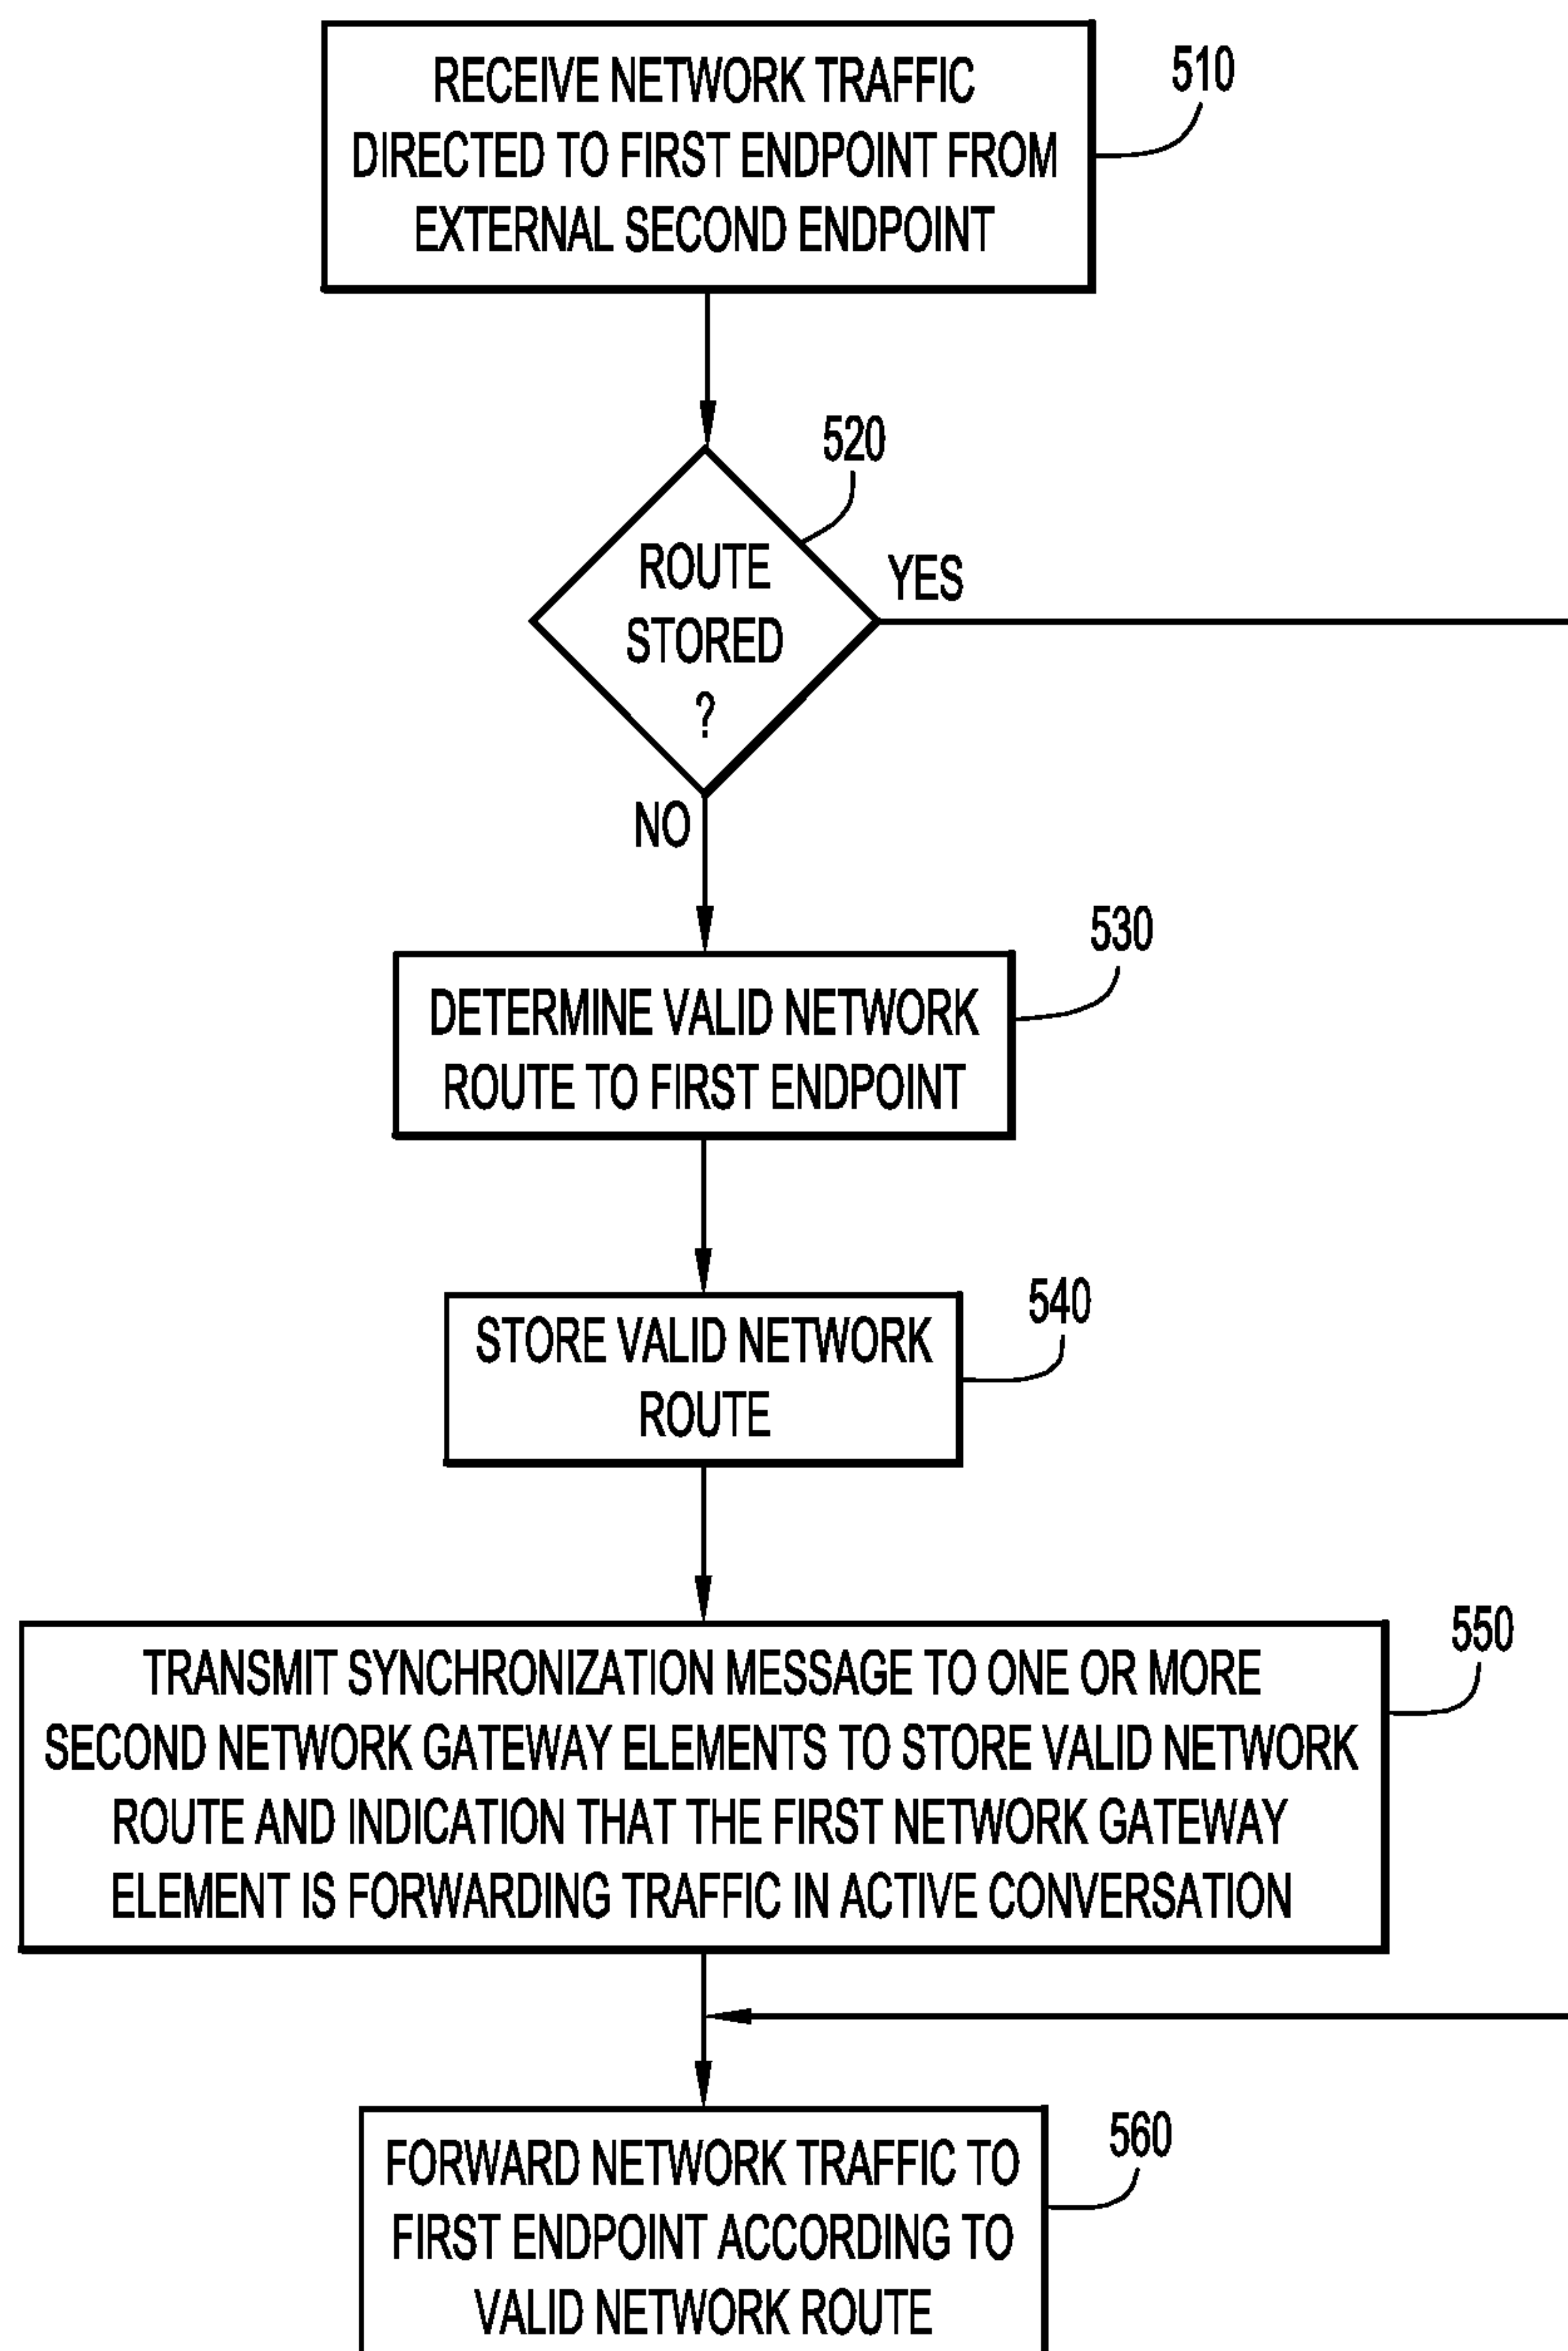 RECEIVE NETWORK TRAFFIC
DIRECTED TO FIRST ENDPOINT FROM
EXTERNAL SECOND ENDPOINT
510
520
ROUTE
STORED
?
YES
NO
530
DETERMINE VALID NETWORK
ROUTE TO FIRST ENDPOINT
540
STORE VALID NETWORK
ROUTE
550
TRANSMIT SYNCHRONIZATION MESSAGE TO ONE OR MORE
SECOND NETWORK GATEWAY ELEMENTS TO STORE VALID NETWORK
ROUTE AND INDICATION THAT THE FIRST NETWORK GATEWAY
ELEMENT IS FORWARDING TRAFFIC IN ACTIVE CONVERSATION
560
FORWARD NETWORK TRAFFIC TO
FIRST ENDPOINT ACCORDING TO
VALID NETWORK ROUTE